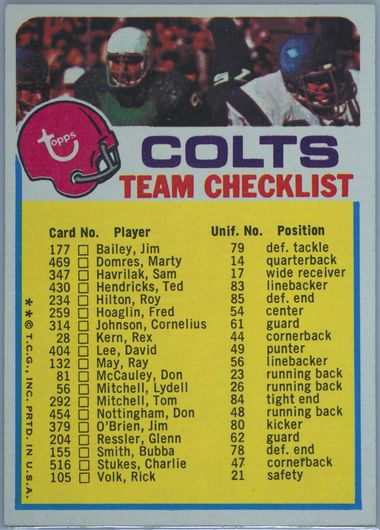 Topps
COLTS
TEAM CHECKLIST
Card No. Player Unif. No. Position
177 Bailey, Jim 79 def. tackle
469 Domres, Marty 14 quarterback
347 Havrilak, Sam 17 wide receiver
430 Hendricks, Ted 83 linebacker
234 Hilton, Roy 85 def. end
259 Hoaglin, Fred 54 center
314 Johnson, Cornelius 61 guard
28 Kern, Rex 44 cornerback
404 Lee, David 49 punter
132 May, Ray 56 linebacker
81 McCauley, Don 23 running back
56 Mitchell, Lydell 26 running back
292 Mitchell, Tom 84 tight end
454 Nottingham, Don 48 running back
379 O'Brien, Jim 80 kicker
204 Ressler, Glenn 62 guard
155 Smith, Bubba 78 def. end
516 Stukes, Charlie 47 cornerback
105 Volk, Rick 21 safety
**© T.C.G., INC. PRTD. IN U.S.A.